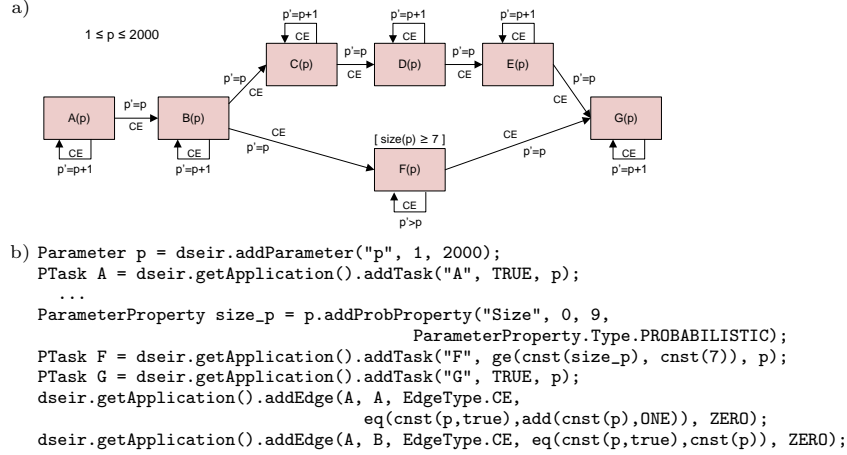 a)
1 ≤ p ≤ 2000
p'=p+1
CE
C(p)
p'=p
CE
p'=p+1
CE
D(p)
p'=p
CE
p'=p+1
CE
E(p)
p'=p
CE
A(p)
CE
p'=p+1
p'=p
CE
B(p)
CE
p'=p+1
p'=p
CE
CE
p'=p
[ size(p) ≥ 7 ]
F(p)
CE
p'>p
CE
p'=p
G(p)
CE
p'=p+1
b) Parameter p = dseir.addParameter("p", 1, 2000);
PTask A = dseir.getApplication().addTask("A", TRUE, p);
...
ParameterProperty size_p = p.addProbProperty("Size", 0, 9,
ParameterProperty.Type.PROBABILISTIC);
PTask F = dseir.getApplication().addTask("F", ge(cnst(size_p), cnst(7)), p);
PTask G = dseir.getApplication().addTask("G", TRUE, p);
dseir.getApplication().addEdge(A, A, EdgeType.CE,
eq(cnst(p,true),add(cnst(p),ONE)), ZERO);
dseir.getApplication().addEdge(A, B, EdgeType.CE, eq(cnst(p,true),cnst(p)), ZERO);